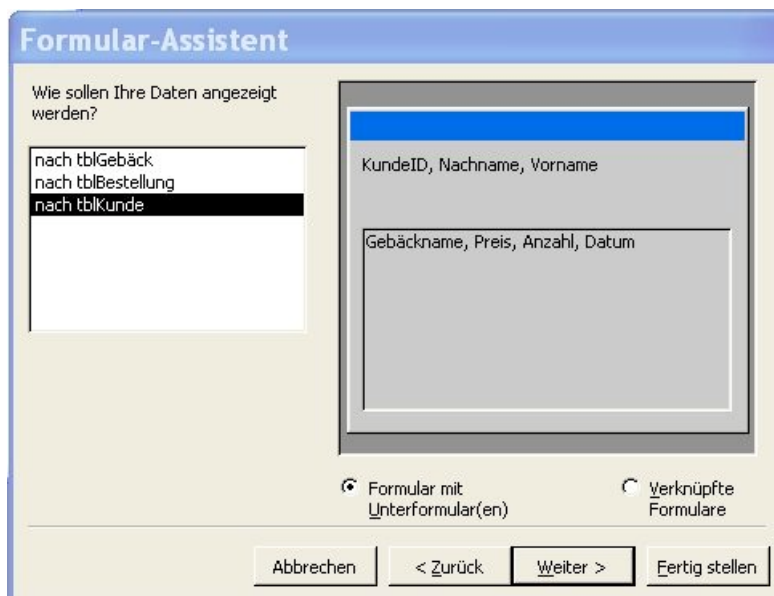 Formular-Assistent
Wie sollen Ihre Daten angezeigt
werden?
nach tblGebäck
nach tblBestellung
nach tblKunde
KundeID, Nachname, Vorname
Gebäckname, Preis, Anzahl, Datum
Formular mit
Unterformular(en)
Verknüpfte
Formulare
Abbrechen
< Zurück
Weiter >
Fertig stellen